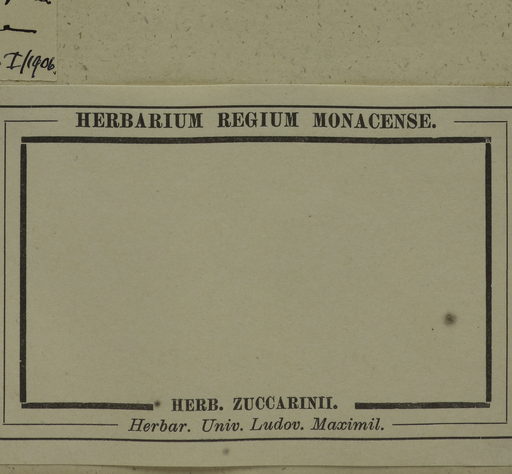 I/1906.
HERBARIUM REGIUM MONACENSE.
HERB. ZUCCARINII.
Herbar. Univ. Ludov. Maximil.